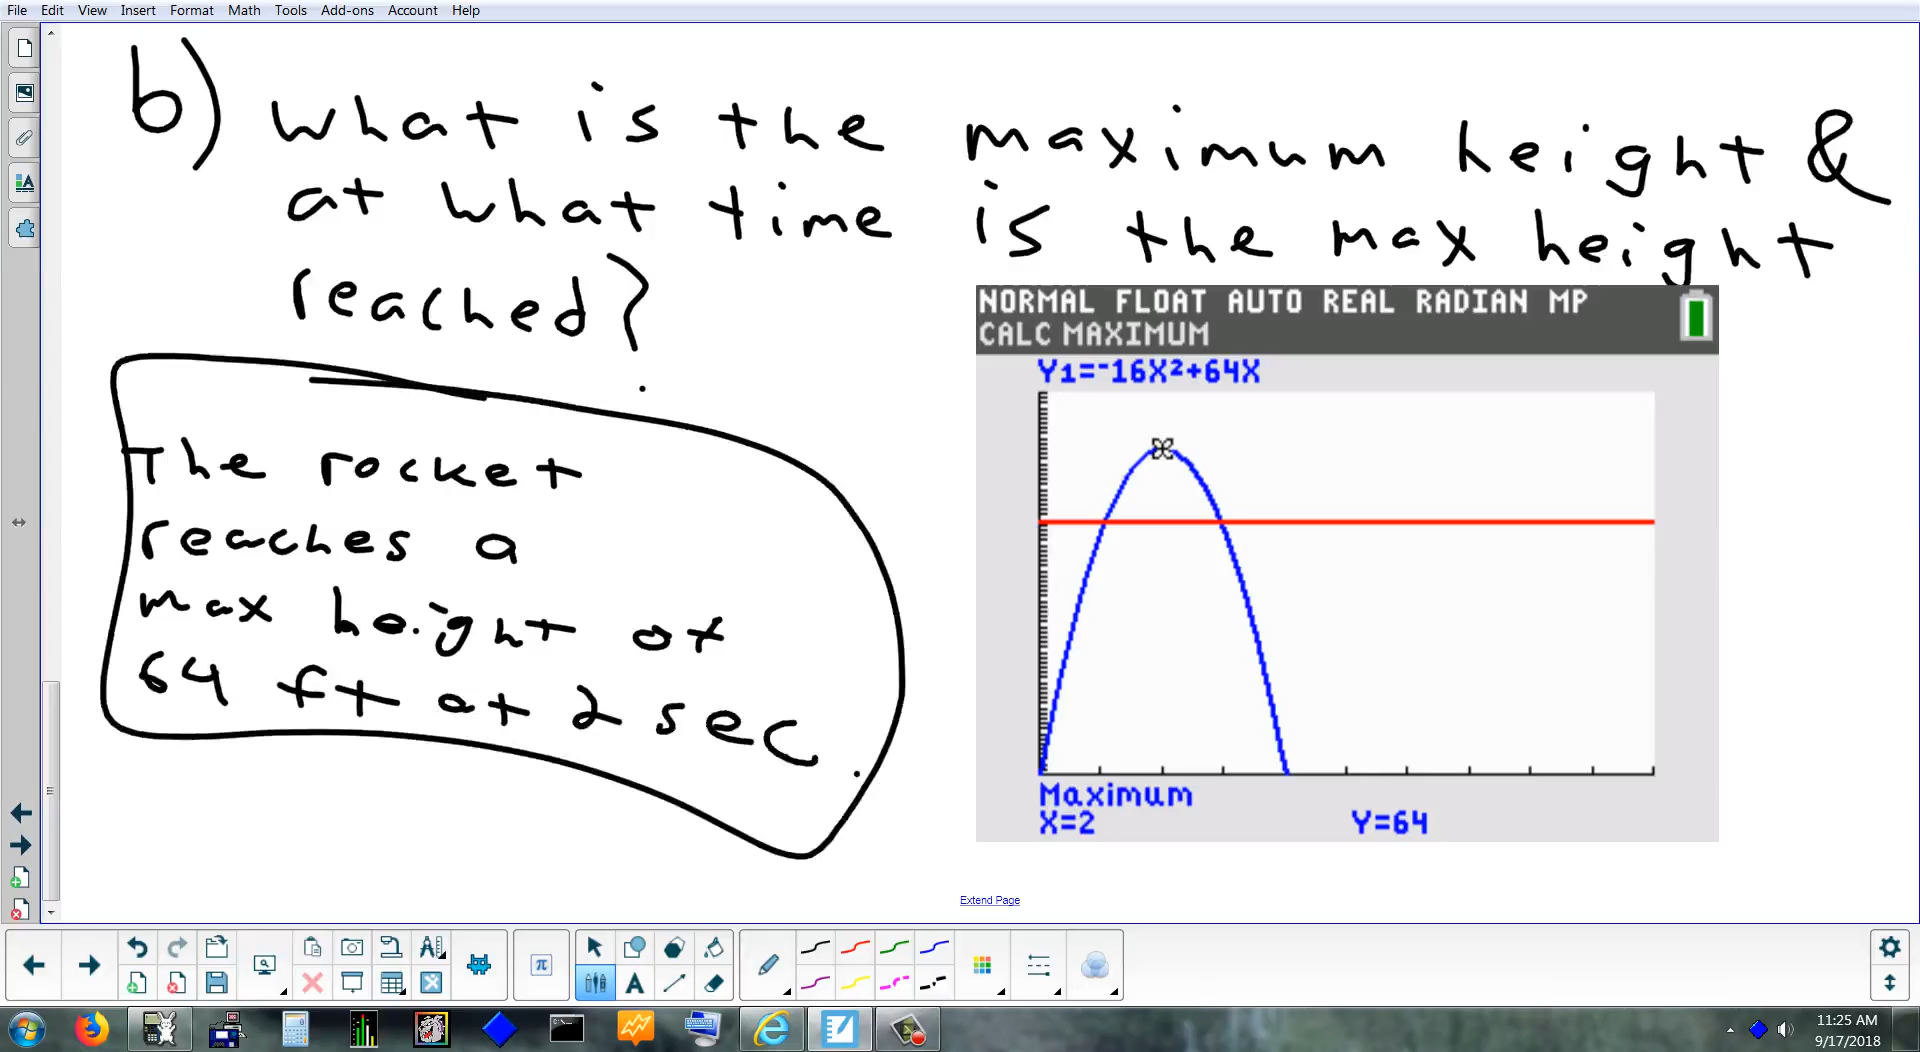 File Edit View Insert Format Math Tools Add-ons Account Help
b) what is the maximum height &
at what time is the max height
reached?
NORMAL FLOAT AUTO REAL RADIAN MP
CALC MAXIMUM
Y1=-16X²+64X
Maximum
X=2 Y=64
The rocket
reaches a
max height of
64 ft at 2 sec.
Extend Page
11:25 AM
9/17/2018